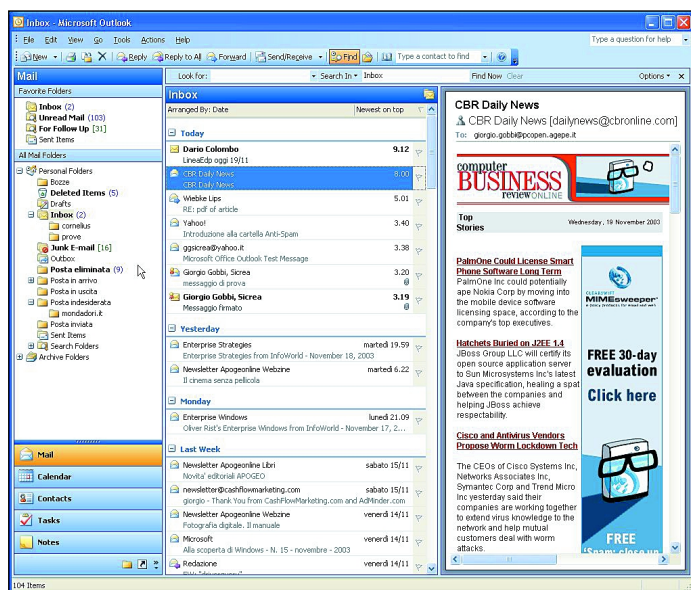 Inbox - Microsoft Outlook
File Edit View Go Tools Actions Help
Type a question for help
New Reply Reply to All Forward Send/Receive Find Type a contact to find
Mail
Look for: Search In Inbox Find Now Clear Options
Favorite Folders
Inbox (2)
Unread Mail (103)
For Follow Up [31]
Sent Items
All Mail Folders
Personal Folders
Bozze
Deleted Items (5)
Drafts
Inbox (2)
cornelius
prove
Junk E-mail [16]
Outbox
Posta eliminata (9)
Posta in arrivo
Posta in uscita
Posta indesiderata
mondadori.it
Posta inviata
Sent Items
Search Folders
Archive Folders
Mail
Calendar
Contacts
Tasks
Notes
104 Items
Inbox
Arranged By: Date Newest on top
Today
Dario Colombo 9.12
LineaEdp oggi 19/11
CBR Daily News 8.00
CBR Daily News
Wiebke Lips 5.01
RE: pdf of article
Yahoo! 3.40
Introduzione alla cartella Anti-Spam
ggsicrea@yahoo.it 3.38
Microsoft Office Outlook Test Message
Giorgio Gobbi, Sicrea 3.20
messaggio di prova
Giorgio Gobbi, Sicrea 3.19
Messaggio firmato
Yesterday
Enterprise Strategies martedì 19.59
Enterprise Strategies from InfoWorld - November 18, 2003
Newsletter Apogeonline Webzine martedì 6.22
Il cinema senza pellicola
Monday
Enterprise Windows lunedì 21.09
Oliver Rist's Enterprise Windows from InfoWorld - November 17, 2...
Last Week
Newsletter Apogeonline Libri sabato 15/11
Novita' editoriali APOGEO
newsletter@cashflowmarketing.com sabato 15/11
giorgio - Thank You from CashFlowMarketing.com and AdMinder.com
Newsletter Apogeonline Webzine venerdì 14/11
Fotografia digitale. Il manuale
Microsoft venerdì 14/11
Alla scoperta di Windows - N. 15 - novembre - 2003
Redazione venerdì 14/11
CBR Daily News
CBR Daily News [dailynews@cbronline.com]
To: giorgio.gobbi@pcopen.agepe.it
computer
BUSINESS
review ONLINE
Top
Stories
Wednesday, 19 November 2003
PalmOne Could License Smart
Phone Software Long Term
PalmOne Inc could potentially
ape Nokia Corp by moving into
the mobile device software
licensing space, according to the
company's top executives.
Hatchets Buried on J2EE 1.4
JBoss Group LLC will certify its
open source application server
to Sun Microsystems Inc's latest
Java specification, healing a spat
between the companies and
helping JBoss achieve
respectability.
Cisco and Antivirus Vendors
Propose Worm Lockdown Tech
The CEOs of Cisco Systems Inc,
Networks Associates Inc,
Symantec Corp and Trend Micro
Inc yesterday said their
companies are working together
to extend virus knowledge to the
network and help mutual
customers deal with worm
attacks.
CLEARSWIFT
MIMEsweeper
FREE 30-day
evaluation
Click here
FREE
'Spam: close up